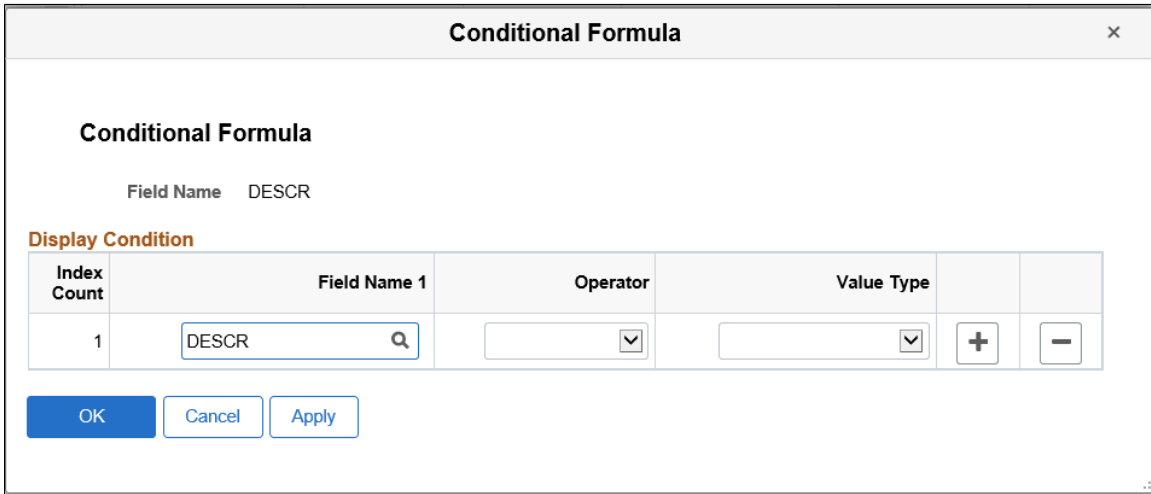 Conditional Formula ×
Conditional Formula
Field Name DESCR
Display Condition
Index Count Field Name 1 Operator Value Type
1 DESCR
OK Cancel Apply